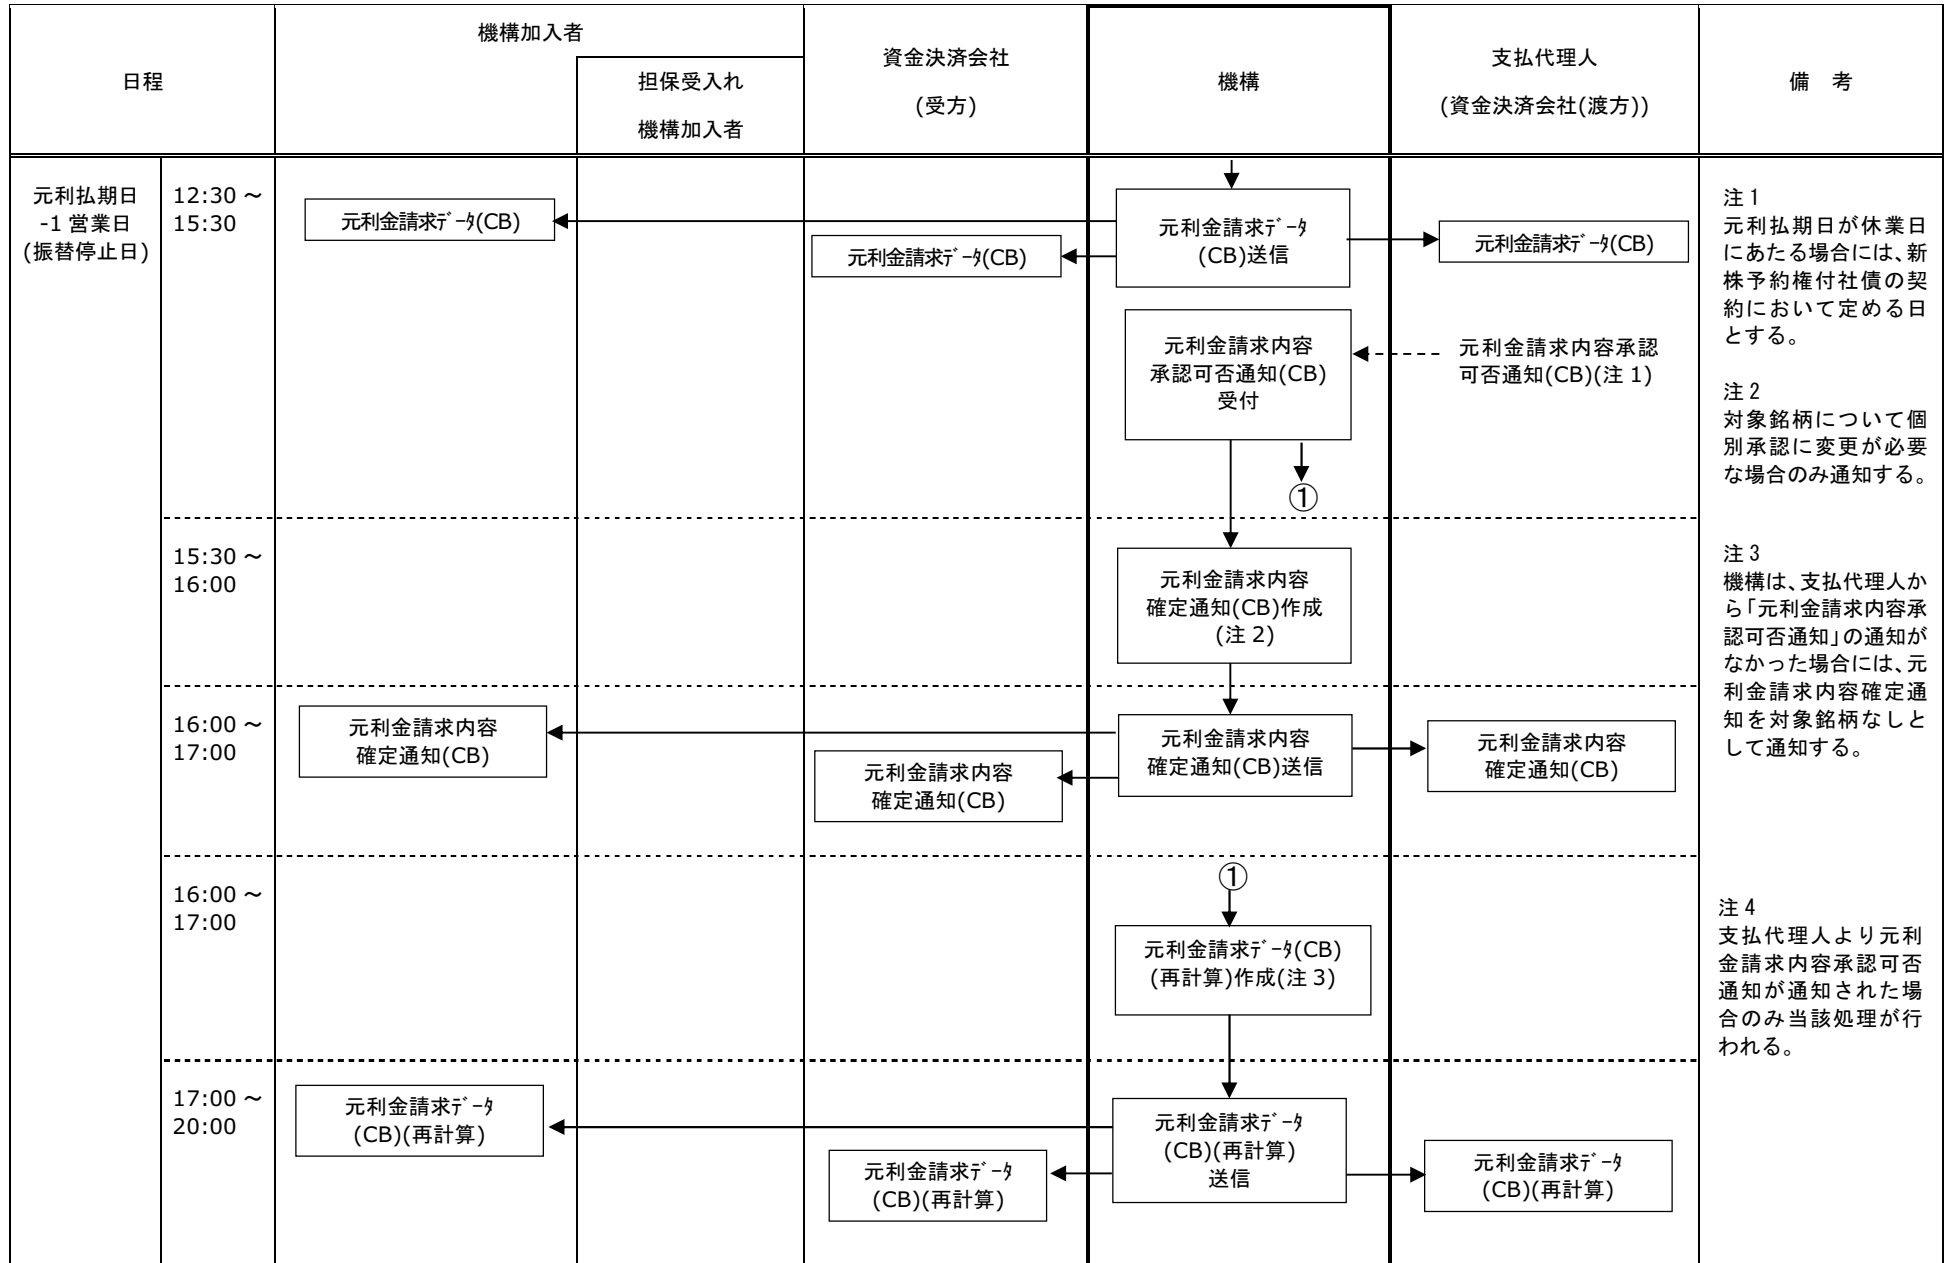 日程
機構加入者
担保受入れ
機構加入者
資金決済会社
(受方)
機構
支払代理人
(資金決済会社(渡方))
備　考
元利払期日
-1 営業日
(振替停止日)
12:30～
15:30
元利金請求ﾃﾞｰﾀ(CB)
元利金請求ﾃﾞｰﾀ(CB)
元利金請求ﾃﾞｰﾀ
(CB)送信
元利金請求ﾃﾞｰﾀ(CB)
元利金請求内容
承認可否通知(CB)
受付
元利金請求内容承認
可否通知(CB)(注 1)
①
15:30～
16:00
元利金請求内容
確定通知(CB)作成
(注 2)
16:00～
17:00
元利金請求内容
確定通知(CB)
元利金請求内容
確定通知(CB)
元利金請求内容
確定通知(CB)送信
元利金請求内容
確定通知(CB)
16:00～
17:00
①
元利金請求ﾃﾞｰﾀ(CB)
(再計算)作成(注 3)
17:00～
20:00
元利金請求ﾃﾞｰﾀ
(CB)(再計算)
元利金請求ﾃﾞｰﾀ
(CB)(再計算)
元利金請求ﾃﾞｰﾀ
(CB)(再計算)
送信
元利金請求ﾃﾞｰﾀ
(CB)(再計算)
注 1
元利払期日が休業日
にあたる場合には、新
株予約権付社債の契
約において定める日
とする。
注 2
対象銘柄について個
別承認に変更が必要
な場合のみ通知する。
注 3
機構は、支払代理人か
ら「元利金請求内容承
認可否通知」の通知が
なかった場合には、元
利金請求内容確定通
知を対象銘柄なしと
して通知する。
注 4
支払代理人より元利
金請求内容承認可否
通知が通知された場
合のみ当該処理が行
われる。